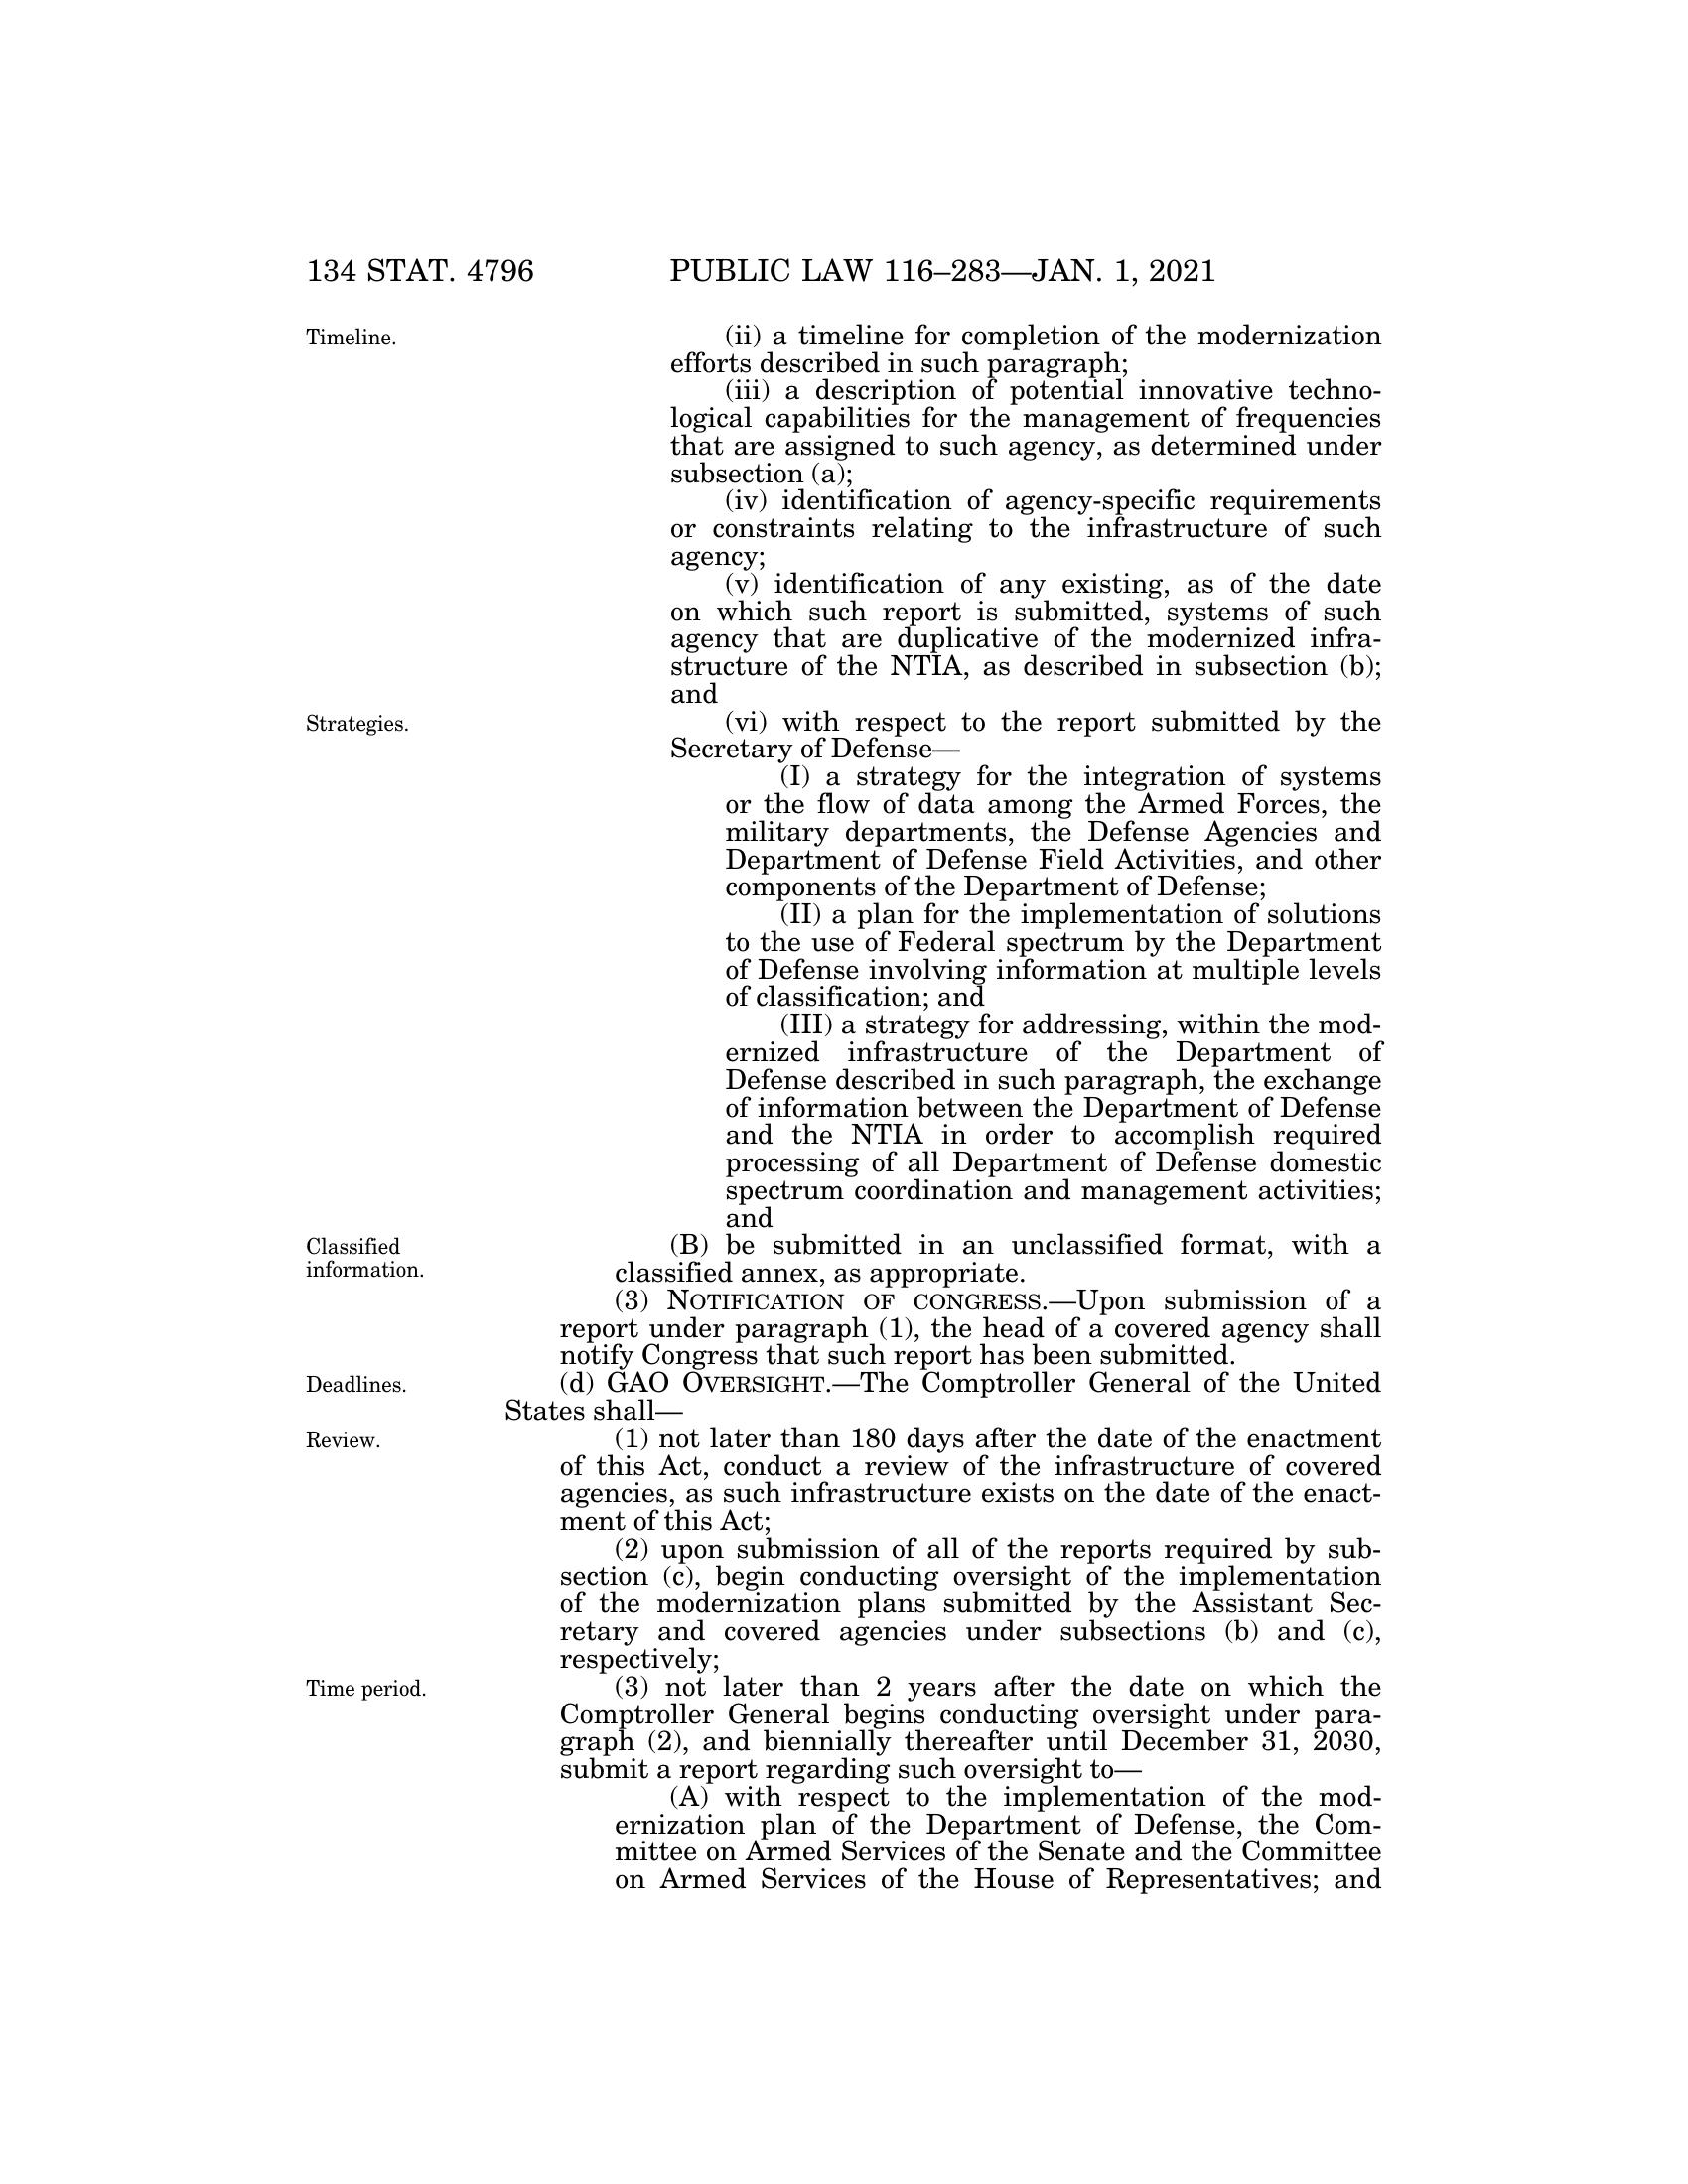 134 STAT. 4796 PUBLIC LAW 116–283—JAN. 1, 2021
Timeline.
(ii) a timeline for completion of the modernization
efforts described in such paragraph;
(iii) a description of potential innovative techno-
logical capabilities for the management of frequencies
that are assigned to such agency, as determined under
subsection (a);
(iv) identification of agency-specific requirements
or constraints relating to the infrastructure of such
agency;
(v) identification of any existing, as of the date
on which such report is submitted, systems of such
agency that are duplicative of the modernized infra-
structure of the NTIA, as described in subsection (b);
and
Strategies.
(vi) with respect to the report submitted by the
Secretary of Defense—
(I) a strategy for the integration of systems
or the flow of data among the Armed Forces, the
military departments, the Defense Agencies and
Department of Defense Field Activities, and other
components of the Department of Defense;
(II) a plan for the implementation of solutions
to the use of Federal spectrum by the Department
of Defense involving information at multiple levels
of classification; and
(III) a strategy for addressing, within the mod-
ernized infrastructure of the Department of
Defense described in such paragraph, the exchange
of information between the Department of Defense
and the NTIA in order to accomplish required
processing of all Department of Defense domestic
spectrum coordination and management activities;
and
Classified
information.
(B) be submitted in an unclassified format, with a
classified annex, as appropriate.
(3) NOTIFICATION OF CONGRESS.—Upon submission of a
report under paragraph (1), the head of a covered agency shall
notify Congress that such report has been submitted.
Deadlines.
(d) GAO OVERSIGHT.—The Comptroller General of the United
States shall—
Review.
(1) not later than 180 days after the date of the enactment
of this Act, conduct a review of the infrastructure of covered
agencies, as such infrastructure exists on the date of the enact-
ment of this Act;
(2) upon submission of all of the reports required by sub-
section (c), begin conducting oversight of the implementation
of the modernization plans submitted by the Assistant Sec-
retary and covered agencies under subsections (b) and (c),
respectively;
Time period.
(3) not later than 2 years after the date on which the
Comptroller General begins conducting oversight under para-
graph (2), and biennially thereafter until December 31, 2030,
submit a report regarding such oversight to—
(A) with respect to the implementation of the mod-
ernization plan of the Department of Defense, the Com-
mittee on Armed Services of the Senate and the Committee
on Armed Services of the House of Representatives; and